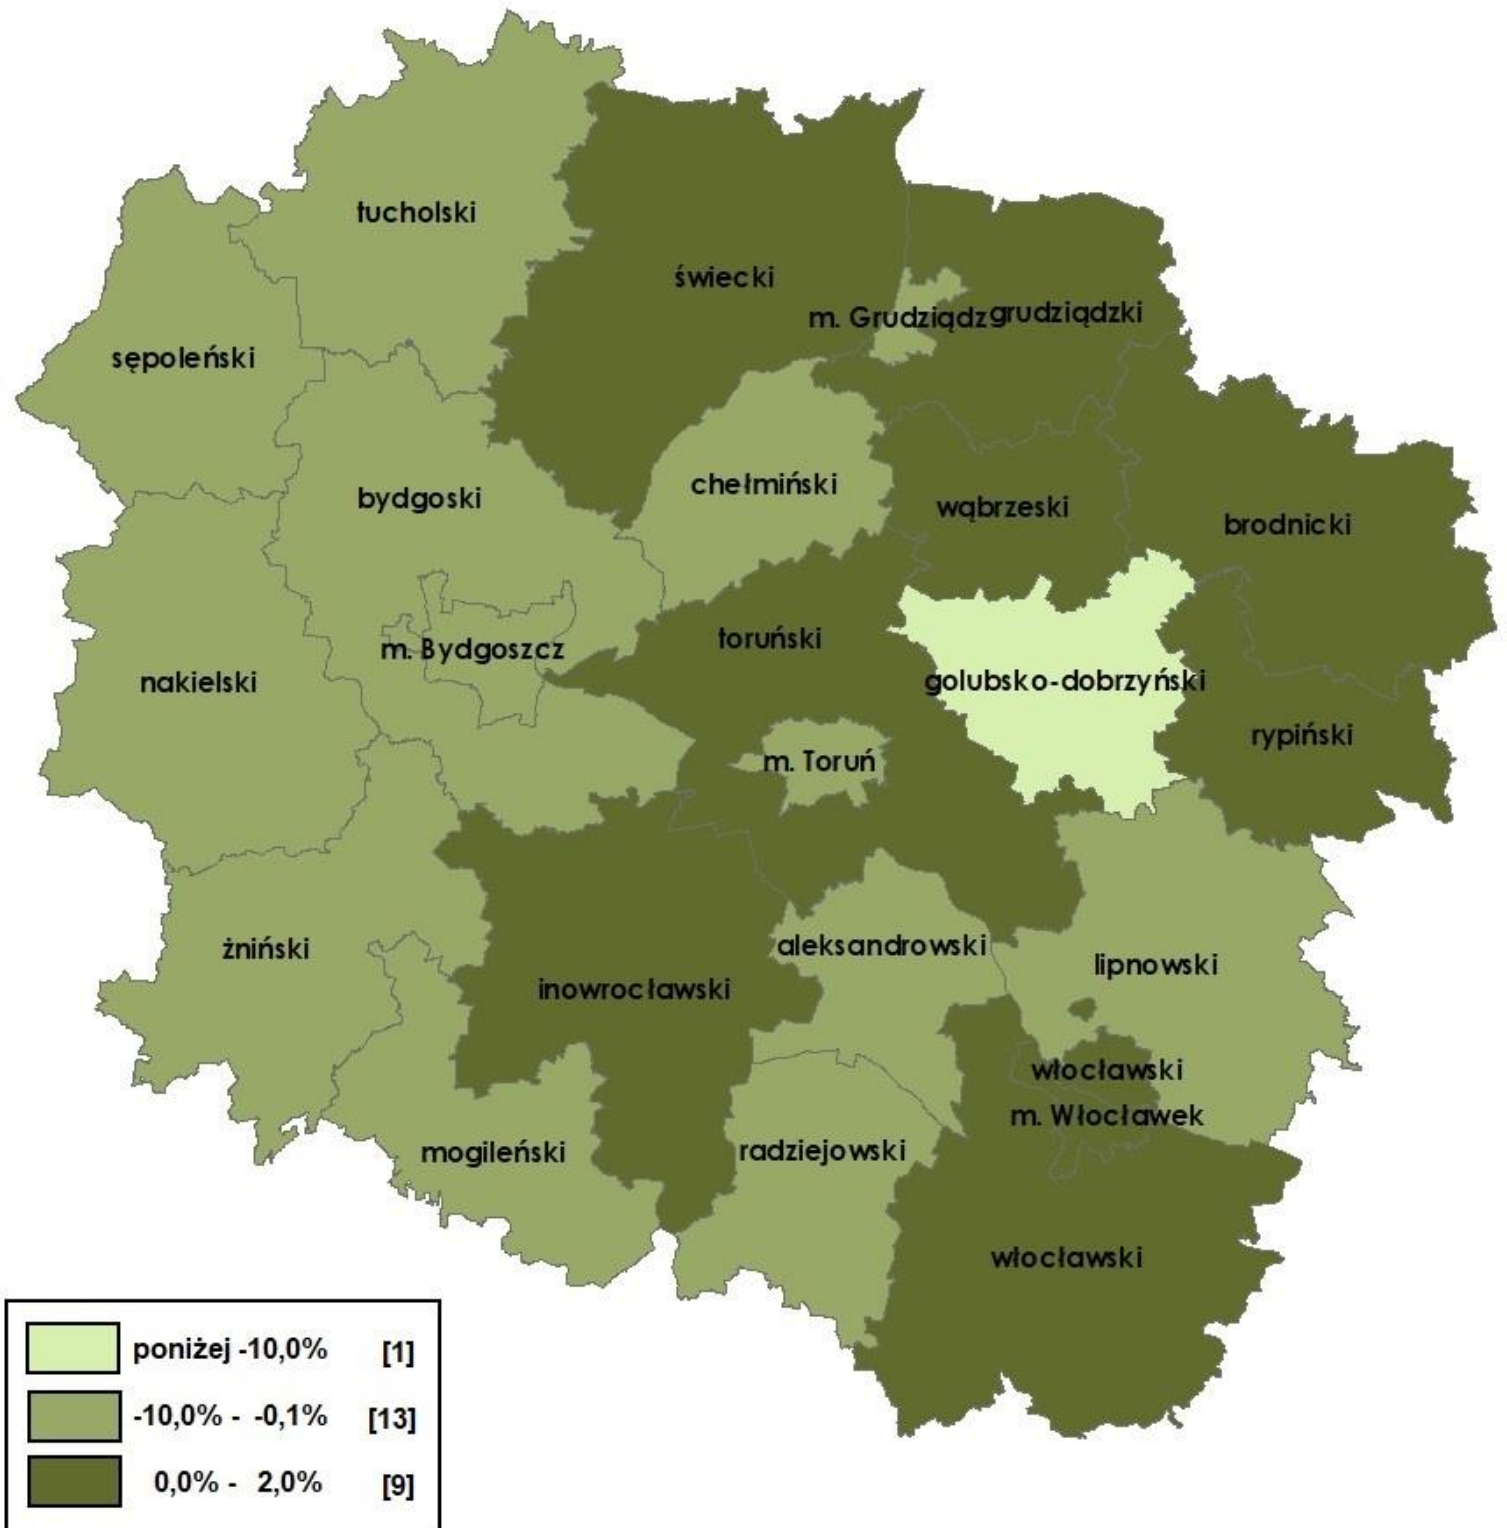 tucholski
świecki
m. Grudziądz
grudziądzki
sępoleński
chełmiński
bydgoski
wąbrzeski
brodnicki
toruński
m. Bydgoszcz
nakielski
golubsko-dobrzyński
rypiński
m. Toruń
żniński
aleksandrowski
lipnowski
inowrocławski
włocławski
m. Włocławek
mogileński
radziejowski
włocławski
poniżej -10,0% [1]
-10,0% - -0,1% [13]
0,0% - 2,0% [9]